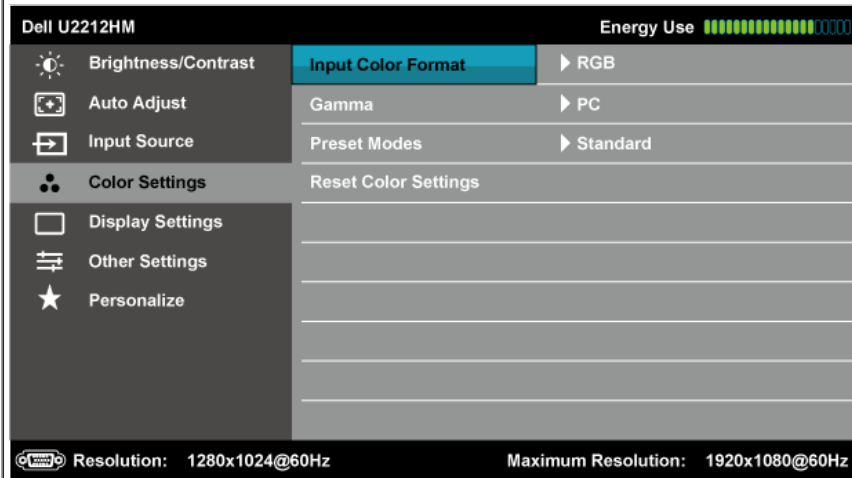 Dell U2212HM Energy Use
Brightness/Contrast Input Color Format RGB
Auto Adjust Gamma PC
Input Source Preset Modes Standard
Color Settings Reset Color Settings
Display Settings
Other Settings
Personalize
Resolution: 1280x1024@60Hz Maximum Resolution: 1920x1080@60Hz